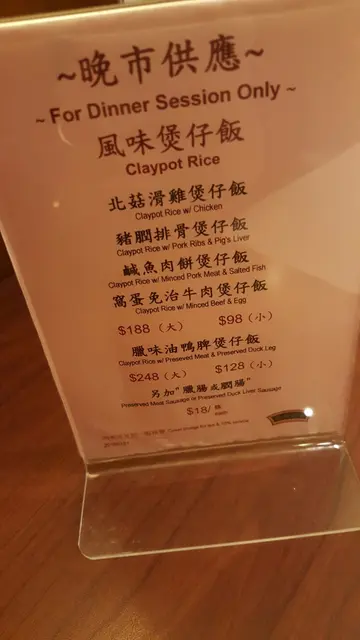 ~晚市供應~
~ For Dinner Session Only ~
風味煲仔飯
Claypot Rice
北菇滑雞煲仔飯
Claypot Rice w/ Chicken
豬膶排骨煲仔飯
Claypot Rice w/ Pork Ribs & Pig's Liver
鹹魚肉餅煲仔飯
Claypot Rice w/ Minced Pork Meat & Salted Fish
窩蛋免治牛肉煲仔飯
Claypot Rice w/ Minced Beef & Egg
$188 (大) $98 (小)
臘味油鴨脾煲仔飯
Claypot Rice w/ Preseved Meat & Preserved Duck Leg
$248 (大) $128 (小)
另加"臘腸或膶腸"
Preserved Meat Sausage or Preserved Duck Liver Sausage
$18/